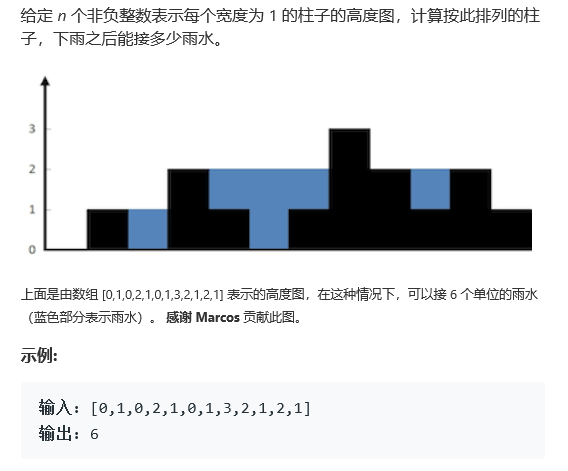 给定 n 个非负整数表示每个宽度为 1 的柱子的高度图，计算按此排列的柱
子，下雨之后能接多少雨水。
3
2
1
0
上面是由数组 [0,1,0,2,1,0,1,3,2,1,2,1] 表示的高度图，在这种情况下，可以接 6 个单位的雨水
（蓝色部分表示雨水）。 感谢 Marcos 贡献此图。
示例:
输入: [0,1,0,2,1,0,1,3,2,1,2,1]
输出: 6